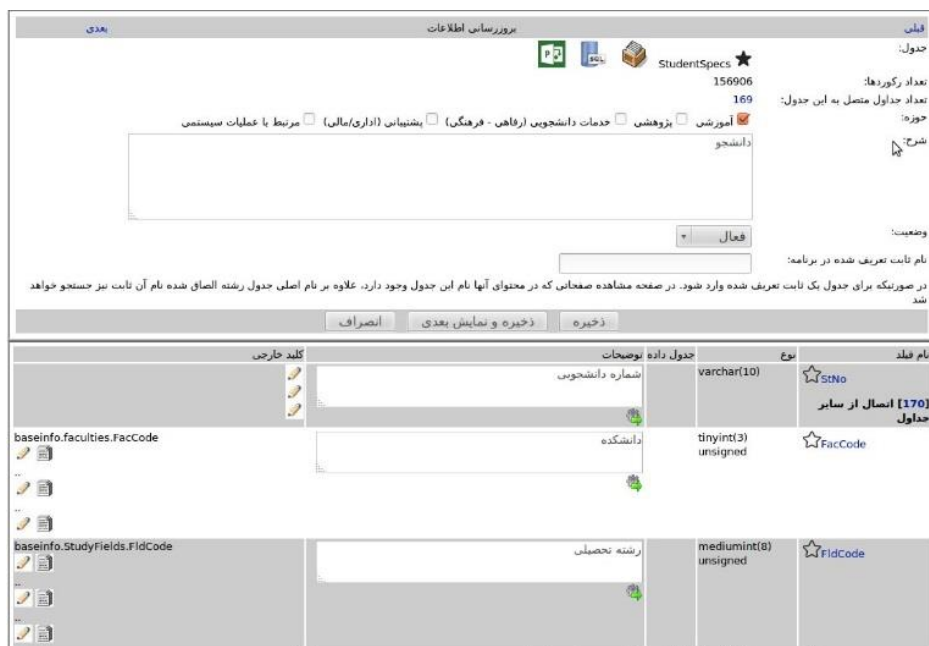 قبلی بروزرسانی اطلاعات بعدی
جدول: StudentSpecs
تعداد رکوردها: 156906
تعداد جداول متصل به این جدول: 169
حوزه: آموزشی پژوهشی خدمات دانشجویی (رفاهی - فرهنگی) پشتیبانی (اداری/مالی) مرتبط با عملیات سیستمی
شرح: دانشجو
وضعیت: فعال
نام ثابت تعریف شده در برنامه:
در صورتیکه برای جدول یک ثابت تعریف شده وارد شود. در صفحه مشاهده صفحاتی که در محتوای آنها نام این جدول وجود دارد، علاوه بر نام اصلی جدول رشته الصاق شده نام آن ثابت نیز جستجو خواهد
شد
ذخیره ذخیره و نمایش بعدی انصراف
نام فیلد نوع جدول داده توضیحات کلید خارجی
StNo varchar(10) شماره دانشجویی
[170] اتصال از سایر
جداول
FacCode tinyint(3) دانشکده baseinfo.faculties.FacCode
unsigned
..
..
FldCode mediumint(8) رشته تحصیلی baseinfo.StudyFields.FldCode
unsigned
..
..